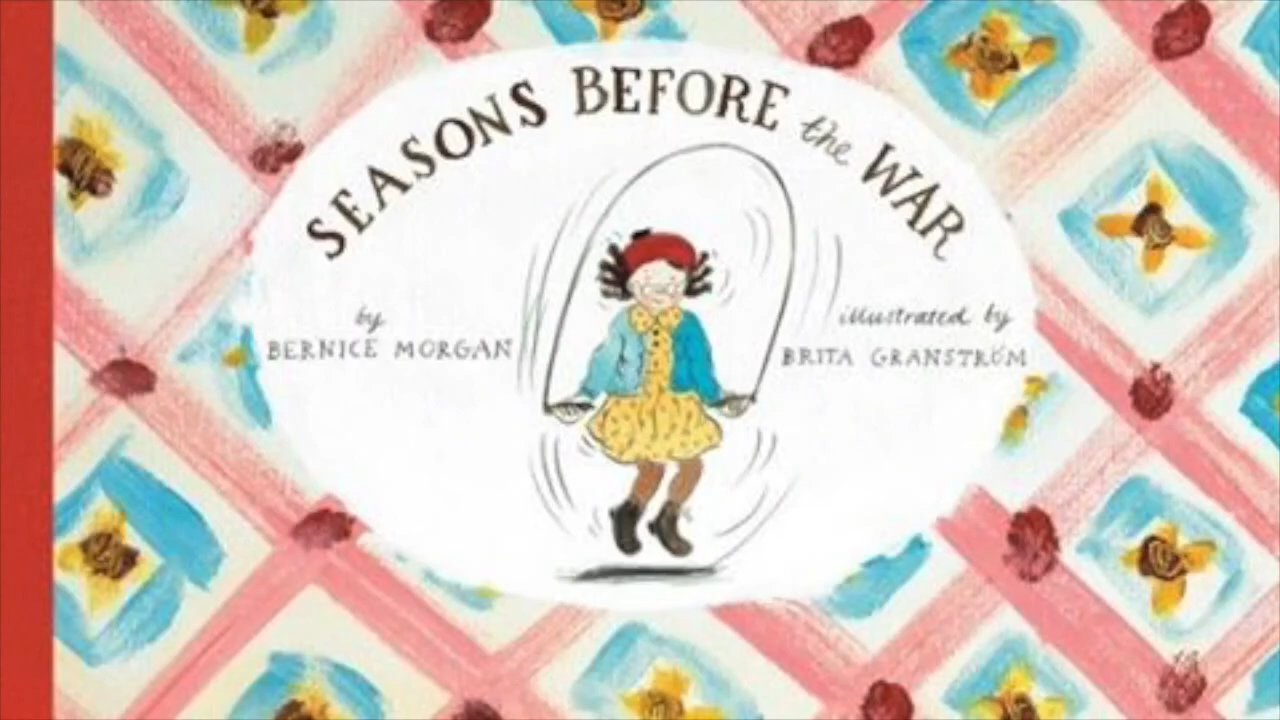 SEASONS BEFORE the WAR
by
BERNICE MORGAN
illustrated by
BRITA GRANSTRÖM